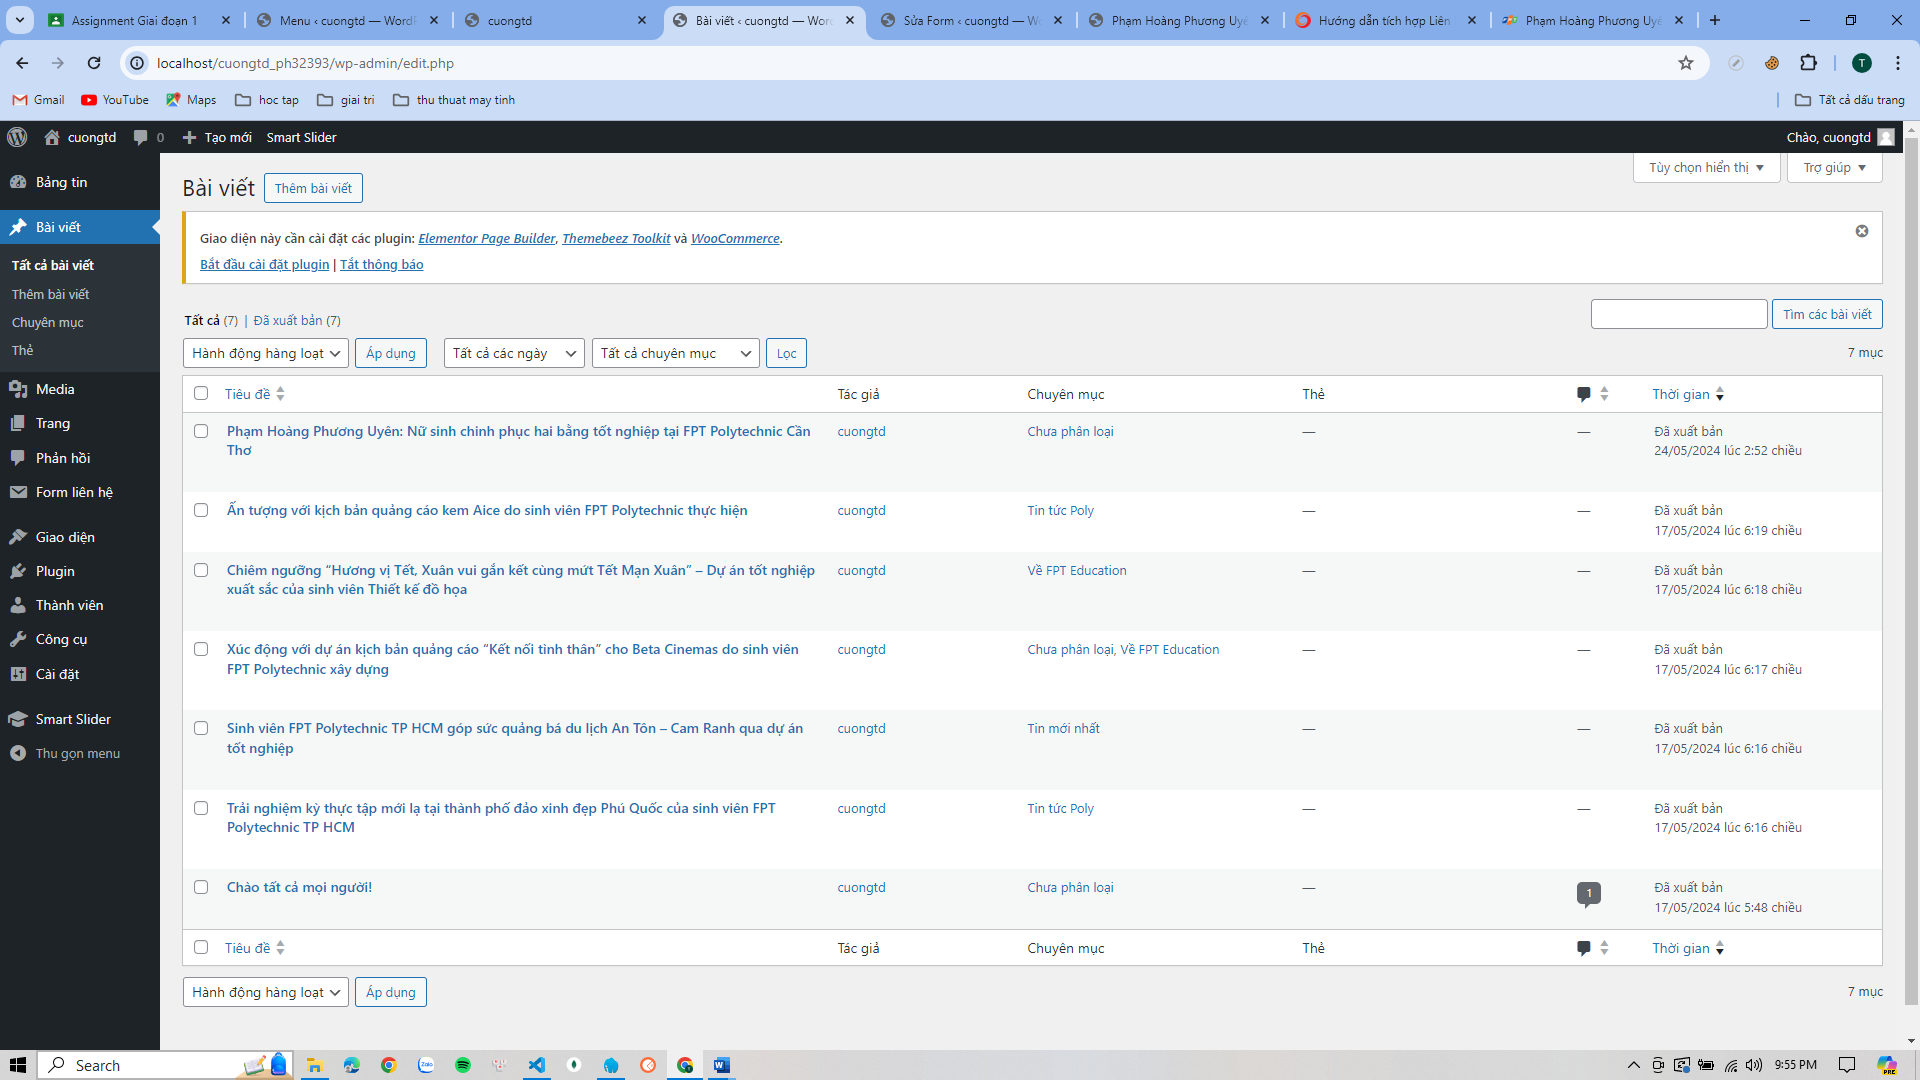 Assignment Giai đoạn 1
Menu ‹ cuongtd — WordP
cuongtd
Bài viết ‹ cuongtd — Word
Sửa Form ‹ cuongtd — Wo
Phạm Hoàng Phương Uyê
Hướng dẫn tích hợp Liên
Phạm Hoàng Phương Uyê
localhost/cuongtd_ph32393/wp-admin/edit.php
T
Gmail
YouTube
Maps
hoc tap
giai tri
thu thuat may tinh
Tất cả dấu trang
cuongtd
0
Tạo mới
Smart Slider
Chào, cuongtd
Bảng tin
Bài viết
Tất cả bài viết
Thêm bài viết
Chuyên mục
Thẻ
Media
Trang
Phản hồi
Form liên hệ
Giao diện
Plugin
Thành viên
Công cụ
Cài đặt
Smart Slider
Thu gọn menu
Tùy chọn hiển thị
Trợ giúp
Bài viết
Thêm bài viết
Giao diện này cần cài đặt các plugin: Elementor Page Builder, Themebeez Toolkit và WooCommerce.
Bắt đầu cài đặt plugin | Tắt thông báo
Tất cả (7) | Đã xuất bản (7)
Tìm các bài viết
Hành động hàng loạt
Áp dụng
Tất cả các ngày
Tất cả chuyên mục
Lọc
7 mục
Tiêu đề
Tác giả
Chuyên mục
Thẻ
Thời gian
Phạm Hoàng Phương Uyên: Nữ sinh chinh phục hai bằng tốt nghiệp tại FPT Polytechnic Cần
Thơ
cuongtd
Chưa phân loại
—
—
Đã xuất bản
24/05/2024 lúc 2:52 chiều
Ấn tượng với kịch bản quảng cáo kem Aice do sinh viên FPT Polytechnic thực hiện
cuongtd
Tin tức Poly
—
—
Đã xuất bản
17/05/2024 lúc 6:19 chiều
Chiêm ngưỡng “Hương vị Tết, Xuân vui gắn kết cùng mứt Tết Mạn Xuân” – Dự án tốt nghiệp
xuất sắc của sinh viên Thiết kế đồ họa
cuongtd
Về FPT Education
—
—
Đã xuất bản
17/05/2024 lúc 6:18 chiều
Xúc động với dự án kịch bản quảng cáo “Kết nối tình thân” cho Beta Cinemas do sinh viên
FPT Polytechnic xây dựng
cuongtd
Chưa phân loại, Về FPT Education
—
—
Đã xuất bản
17/05/2024 lúc 6:17 chiều
Sinh viên FPT Polytechnic TP HCM góp sức quảng bá du lịch An Tôn – Cam Ranh qua dự án
tốt nghiệp
cuongtd
Tin mới nhất
—
—
Đã xuất bản
17/05/2024 lúc 6:16 chiều
Trải nghiệm kỳ thực tập mới lạ tại thành phố đảo xinh đẹp Phú Quốc của sinh viên FPT
Polytechnic TP HCM
cuongtd
Tin tức Poly
—
—
Đã xuất bản
17/05/2024 lúc 6:16 chiều
Chào tất cả mọi người!
cuongtd
Chưa phân loại
—
1
Đã xuất bản
17/05/2024 lúc 5:48 chiều
Tiêu đề
Tác giả
Chuyên mục
Thẻ
Thời gian
Hành động hàng loạt
Áp dụng
7 mục
Search
Zalo
9:55 PM
PRE